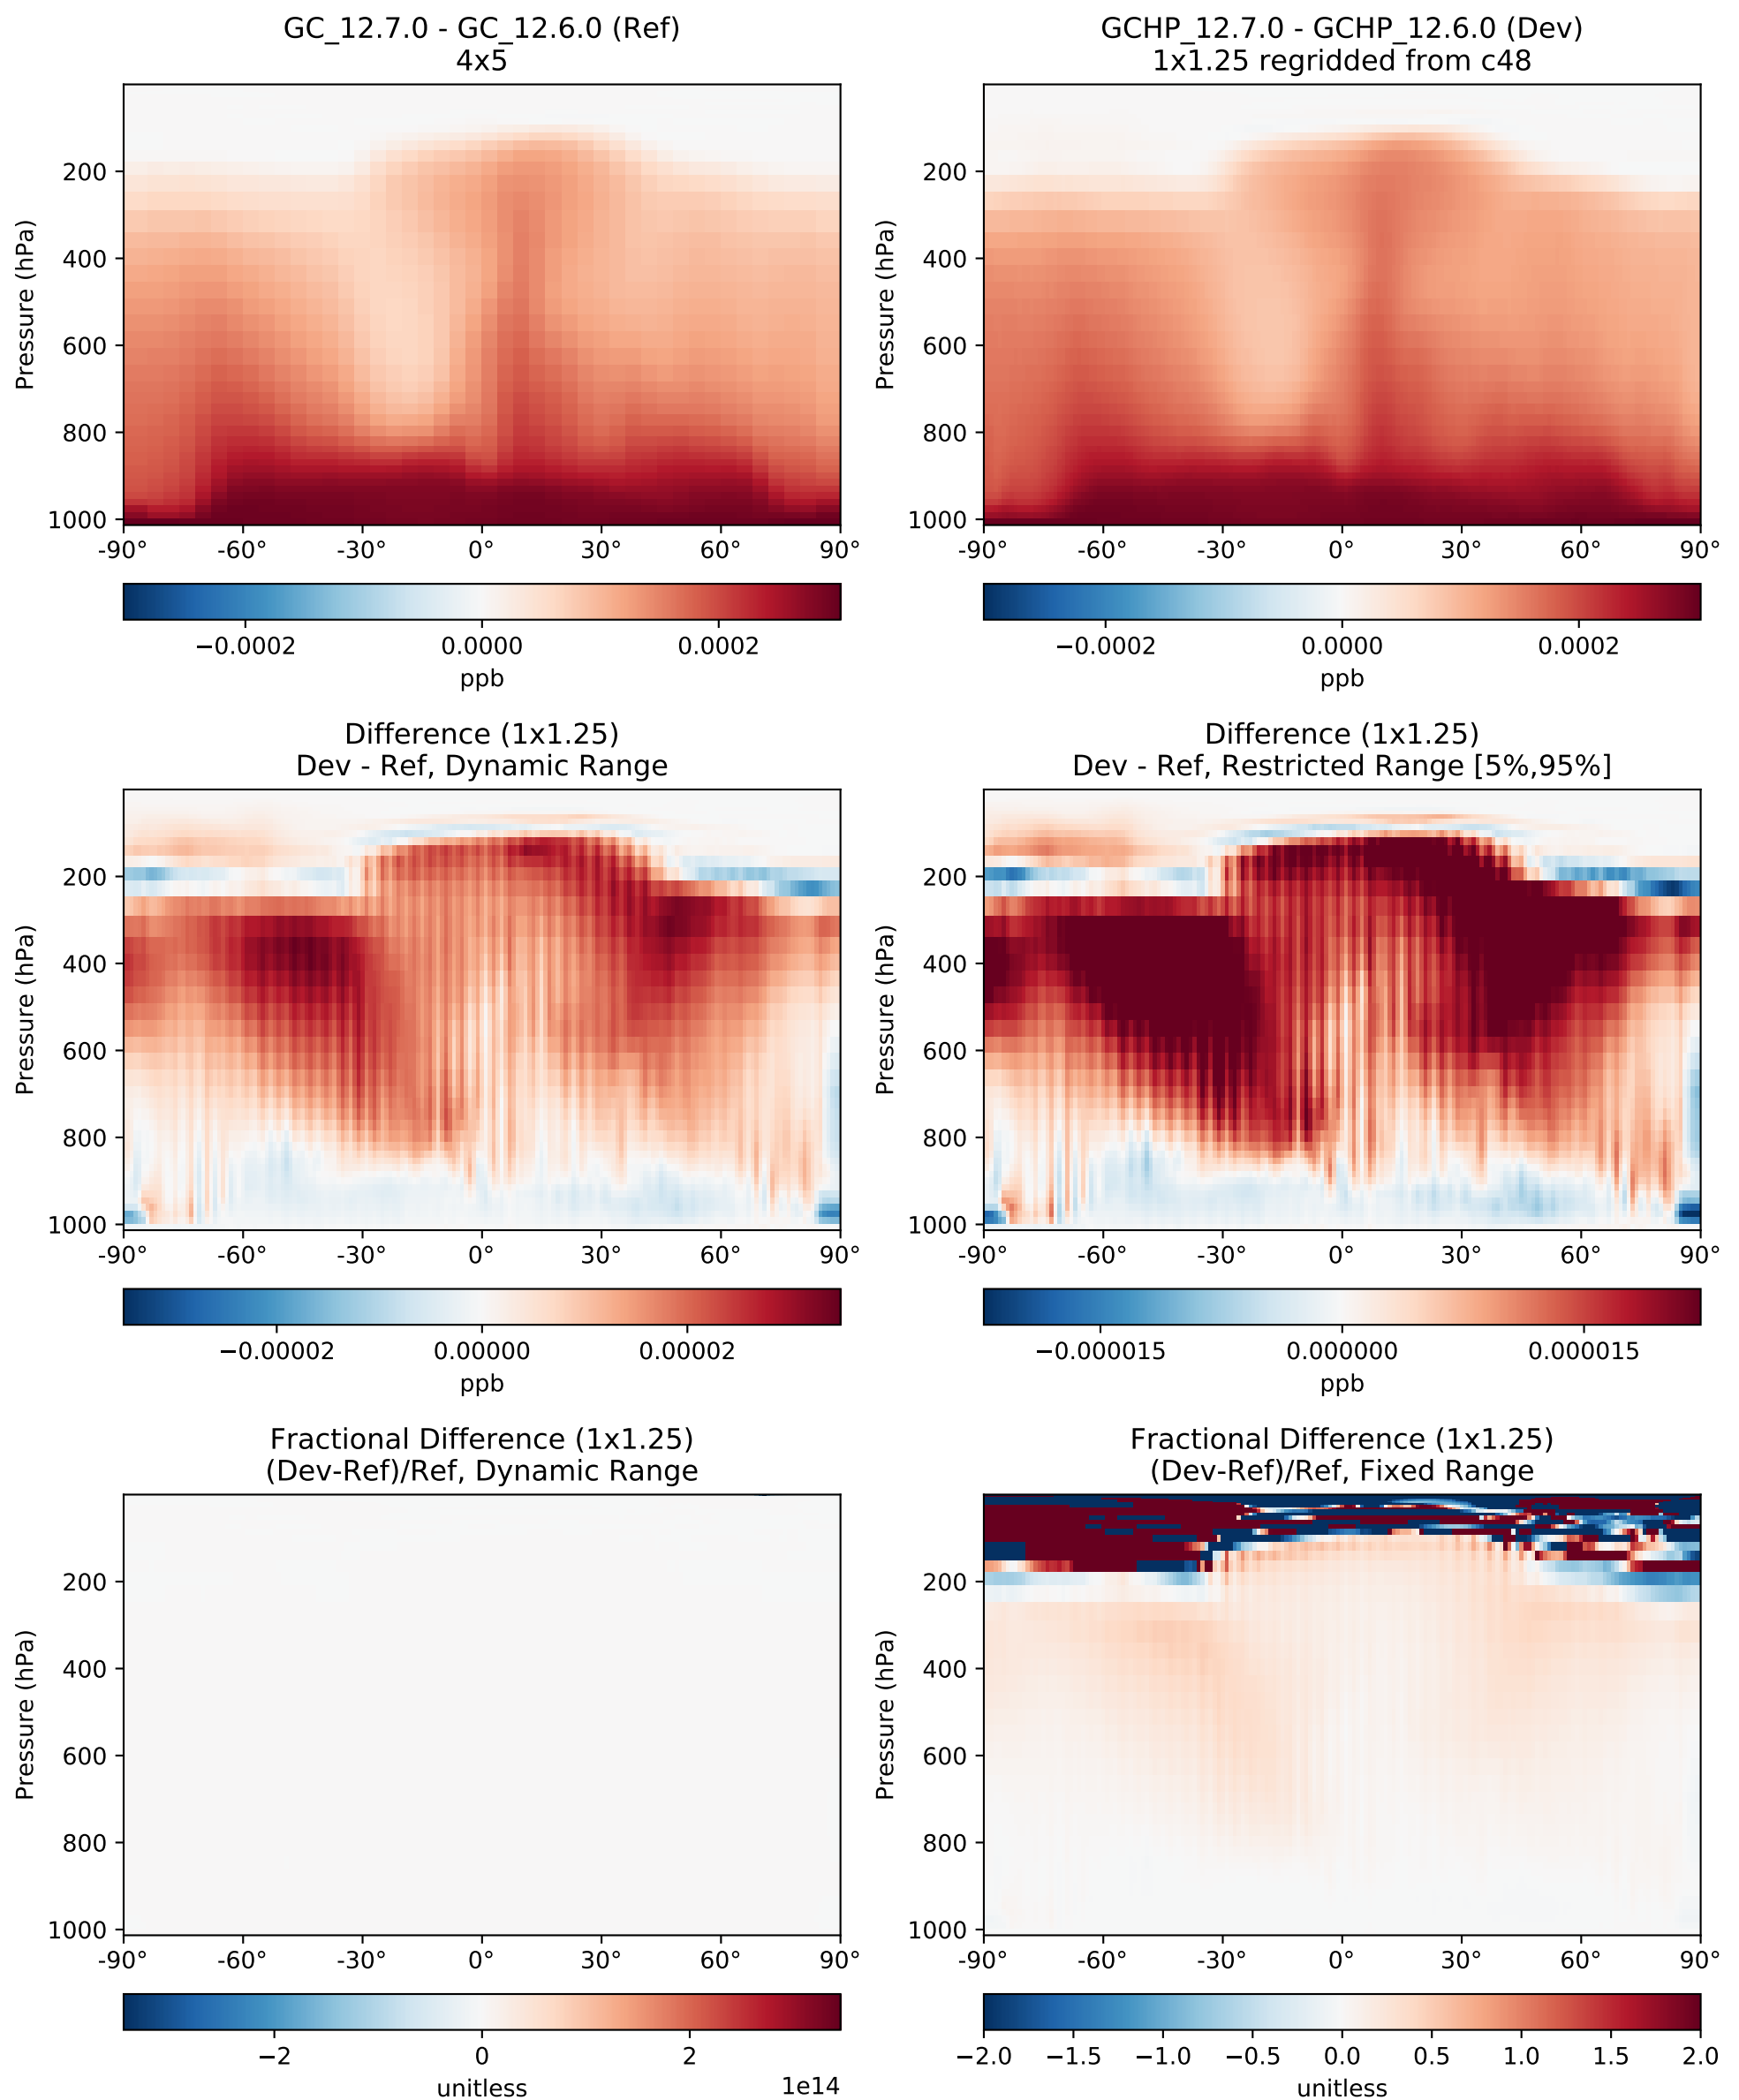 GC_12.7.0 - GC_12.6.0 (Ref)
4x5
GCHP_12.7.0 - GCHP_12.6.0 (Dev)
1x1.25 regridded from c48
Pressure (hPa)
200
400
600
800
1000
-90° -60° -30° 0° 30° 60° 90°
−0.0002 0.0000 0.0002
ppb
Pressure (hPa)
200
400
600
800
1000
-90° -60° -30° 0° 30° 60° 90°
−0.0002 0.0000 0.0002
ppb
Difference (1x1.25)
Dev - Ref, Dynamic Range
Difference (1x1.25)
Dev - Ref, Restricted Range [5%,95%]
Pressure (hPa)
200
400
600
800
1000
-90° -60° -30° 0° 30° 60° 90°
−0.00002 0.00000 0.00002
ppb
Pressure (hPa)
200
400
600
800
1000
-90° -60° -30° 0° 30° 60° 90°
−0.000015 0.000000 0.000015
ppb
Fractional Difference (1x1.25)
(Dev-Ref)/Ref, Dynamic Range
Fractional Difference (1x1.25)
(Dev-Ref)/Ref, Fixed Range
Pressure (hPa)
200
400
600
800
1000
-90° -60° -30° 0° 30° 60° 90°
−2 0 2
unitless 1e14
Pressure (hPa)
200
400
600
800
1000
-90° -60° -30° 0° 30° 60° 90°
−2.0 −1.5 −1.0 −0.5 0.0 0.5 1.0 1.5 2.0
unitless